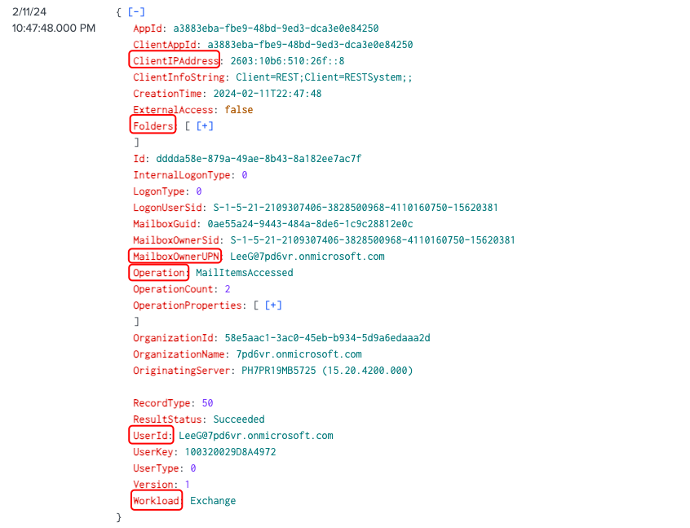 2/11/24
10:47:48.000 PM
{ [-]
AppId: a3883eba-fbe9-48bd-9ed3-dca3e0e84250
ClientAppId: a3883eba-fbe9-48bd-9ed3-dca3e0e84250
ClientIPAddress: 2603:10b6:510:26f::8
ClientInfoString: Client=REST;Client=RESTSystem;;
CreationTime: 2024-02-11T22:47:48
ExternalAccess: false
Folders: [ [+]
]
Id: dddda58e-879a-49ae-8b43-8a182ee7ac7f
InternalLogonType: 0
LogonType: 0
LogonUserSid: S-1-5-21-2109307406-3828500968-4110160750-15620381
MailboxGuid: 0ae55a24-9443-484a-8de6-1c9c28812e0c
MailboxOwnerSid: S-1-5-21-2109307406-3828500968-4110160750-15620381
MailboxOwnerUPN: LeeG@7pd6vr.onmicrosoft.com
Operation: MailItemsAccessed
OperationCount: 2
OperationProperties: [ [+]
]
OrganizationId: 58e5aac1-3ac0-45eb-b934-5d9a6edaaa2d
OrganizationName: 7pd6vr.onmicrosoft.com
OriginatingServer: PH7PR19MB5725 (15.20.4200.000)
RecordType: 50
ResultStatus: Succeeded
UserId: LeeG@7pd6vr.onmicrosoft.com
UserKey: 100320029D8A4972
UserType: 0
Version: 1
Workload: Exchange
}